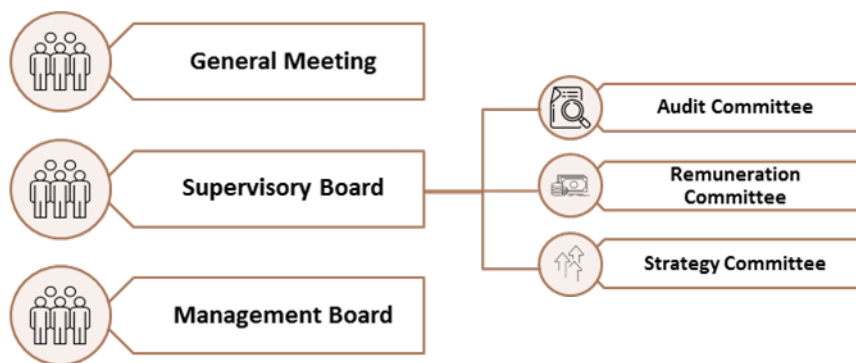 General Meeting
Supervisory Board
Management Board
Audit Committee
Remuneration
Committee
Strategy Committee